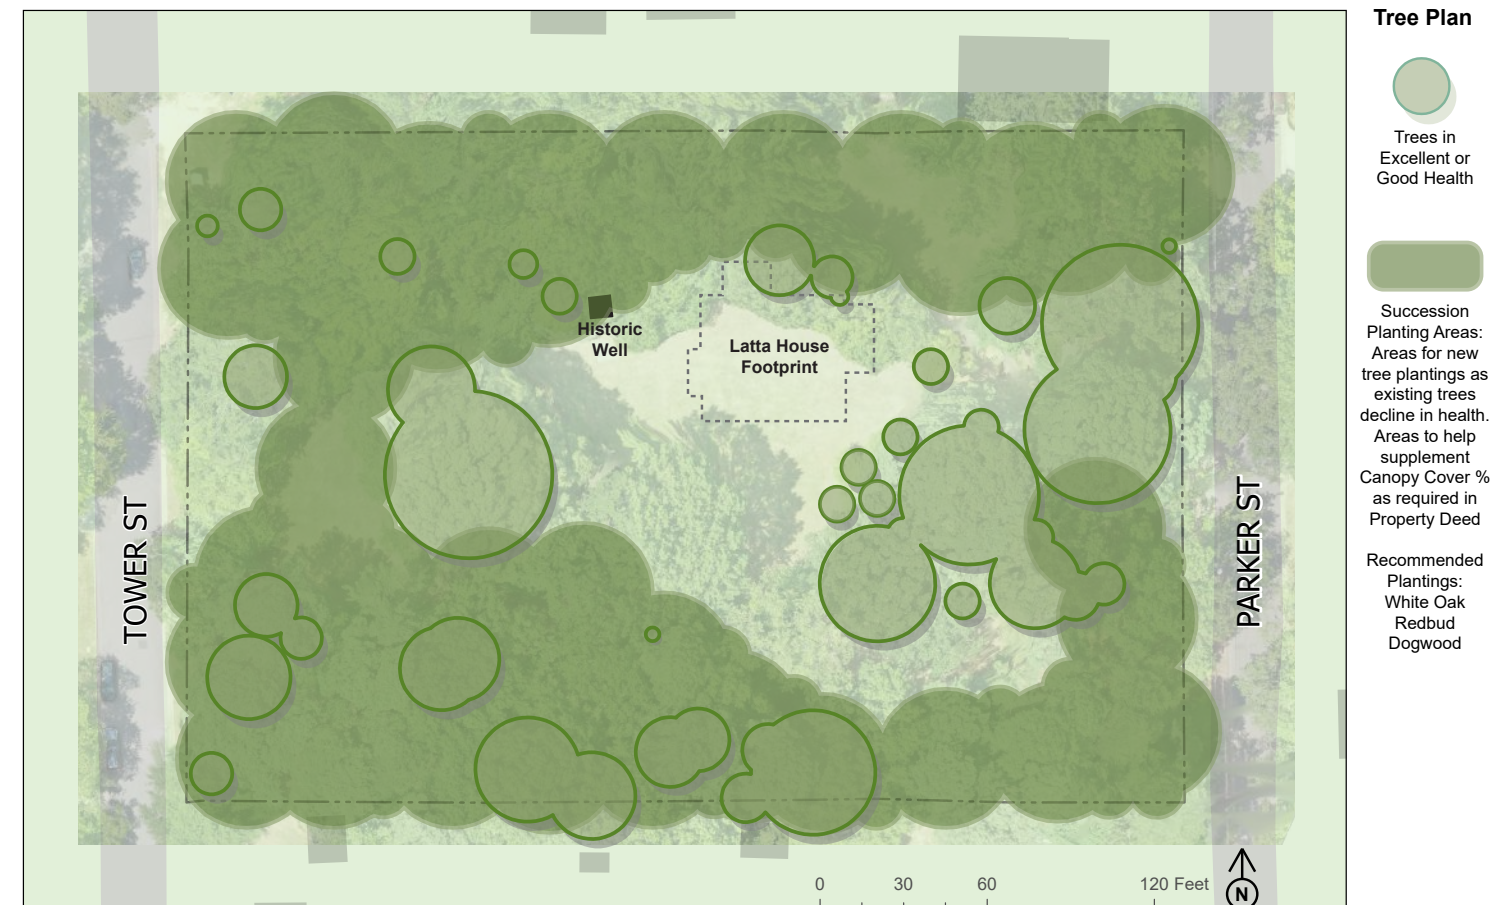 Tree Plan
Trees in
Excellent or
Good Health
Succession
Planting Areas:
Areas for new
tree plantings as
existing trees
decline in health.
Areas to help
supplement
Canopy Cover %
as required in
Property Deed
Recommended
Plantings:
White Oak
Redbud
Dogwood
Historic
Well
Latta House
Footprint
TOWER ST
PARKER ST
0 30 60 120 Feet
N